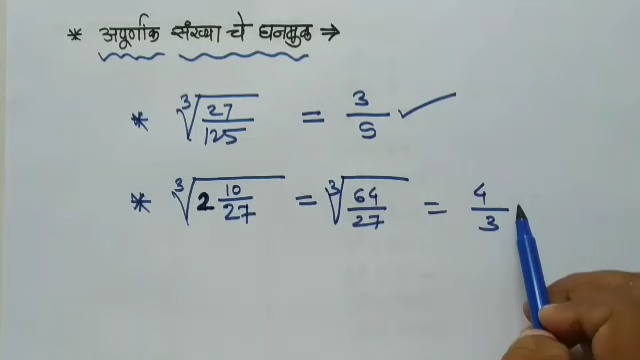 * अपूर्णांक संख्या चे घनमुळ ⇒
* ∛(27/125) = 3/5 ✓
* ∛(2 10/27) = ∛(64/27) = 4/3